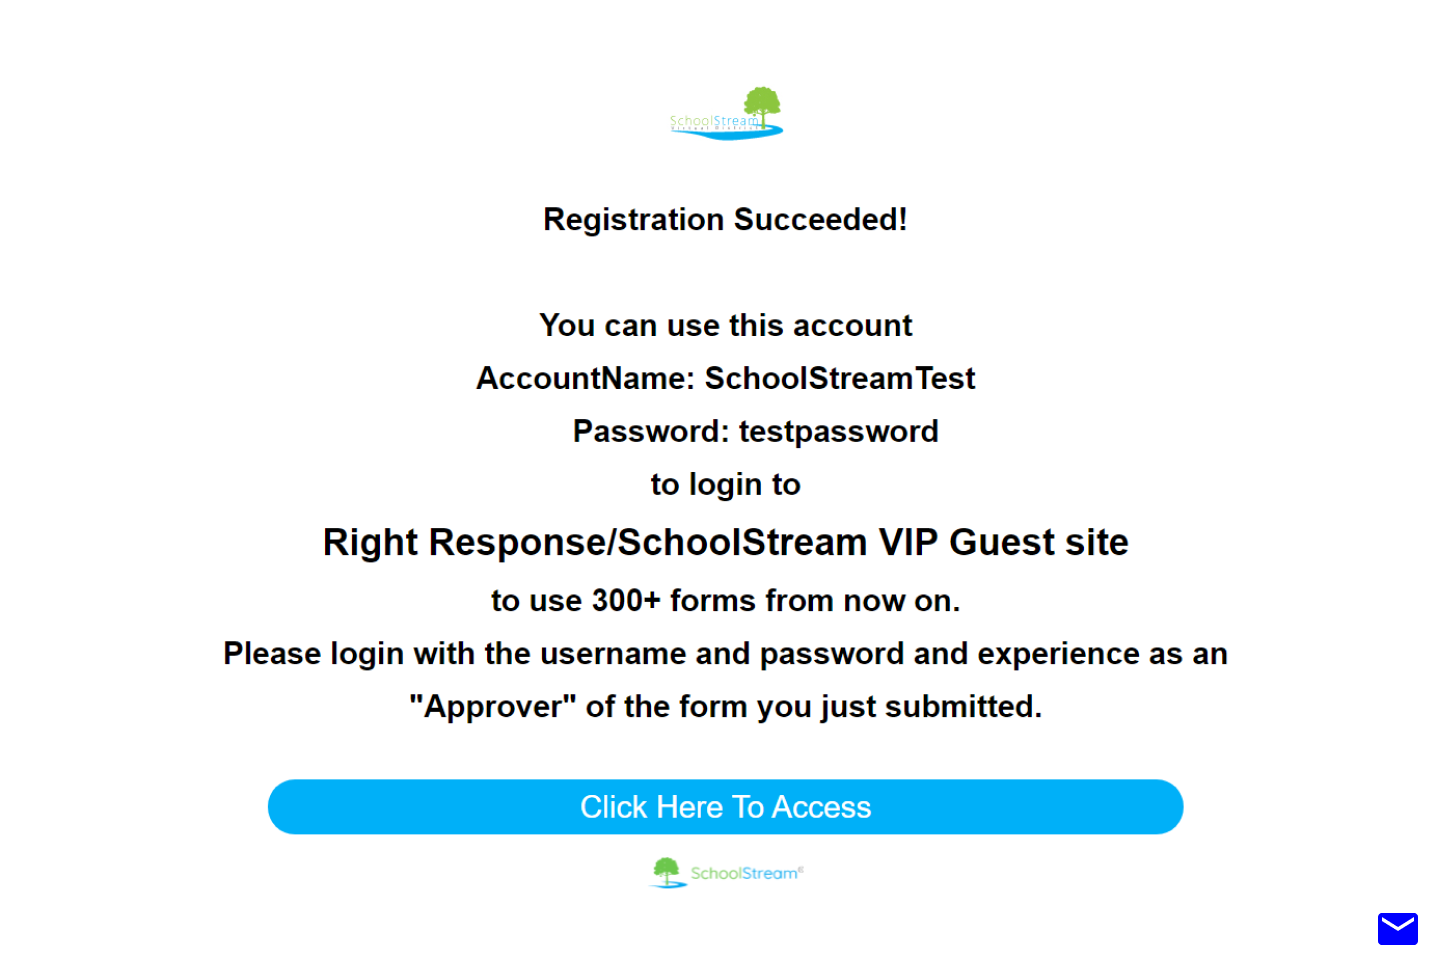 SchoolStream
Virtual District
Registration Succeeded!
You can use this account
AccountName: SchoolStreamTest
Password: testpassword
to login to
Right Response/SchoolStream VIP Guest site
to use 300+ forms from now on.
Please login with the username and password and experience as an
"Approver" of the form you just submitted.
Click Here To Access
SchoolStream®